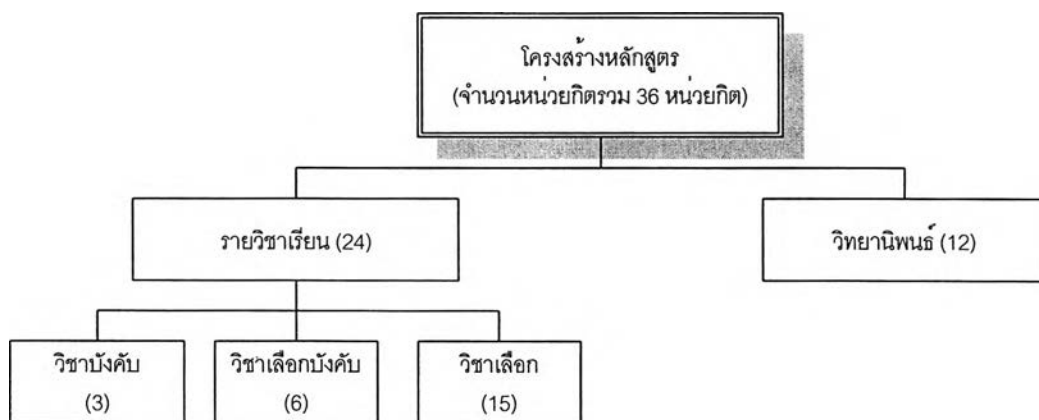 โครงสร้างหลักสูตร
(จำนวนหน่วยกิตรวม 36 หน่วยกิต)
รายวิชาเรียน (24)
วิทยานิพนธ์ (12)
วิชาบังคับ
(3)
วิชาเลือกบังคับ
(6)
วิชาเลือก
(15)